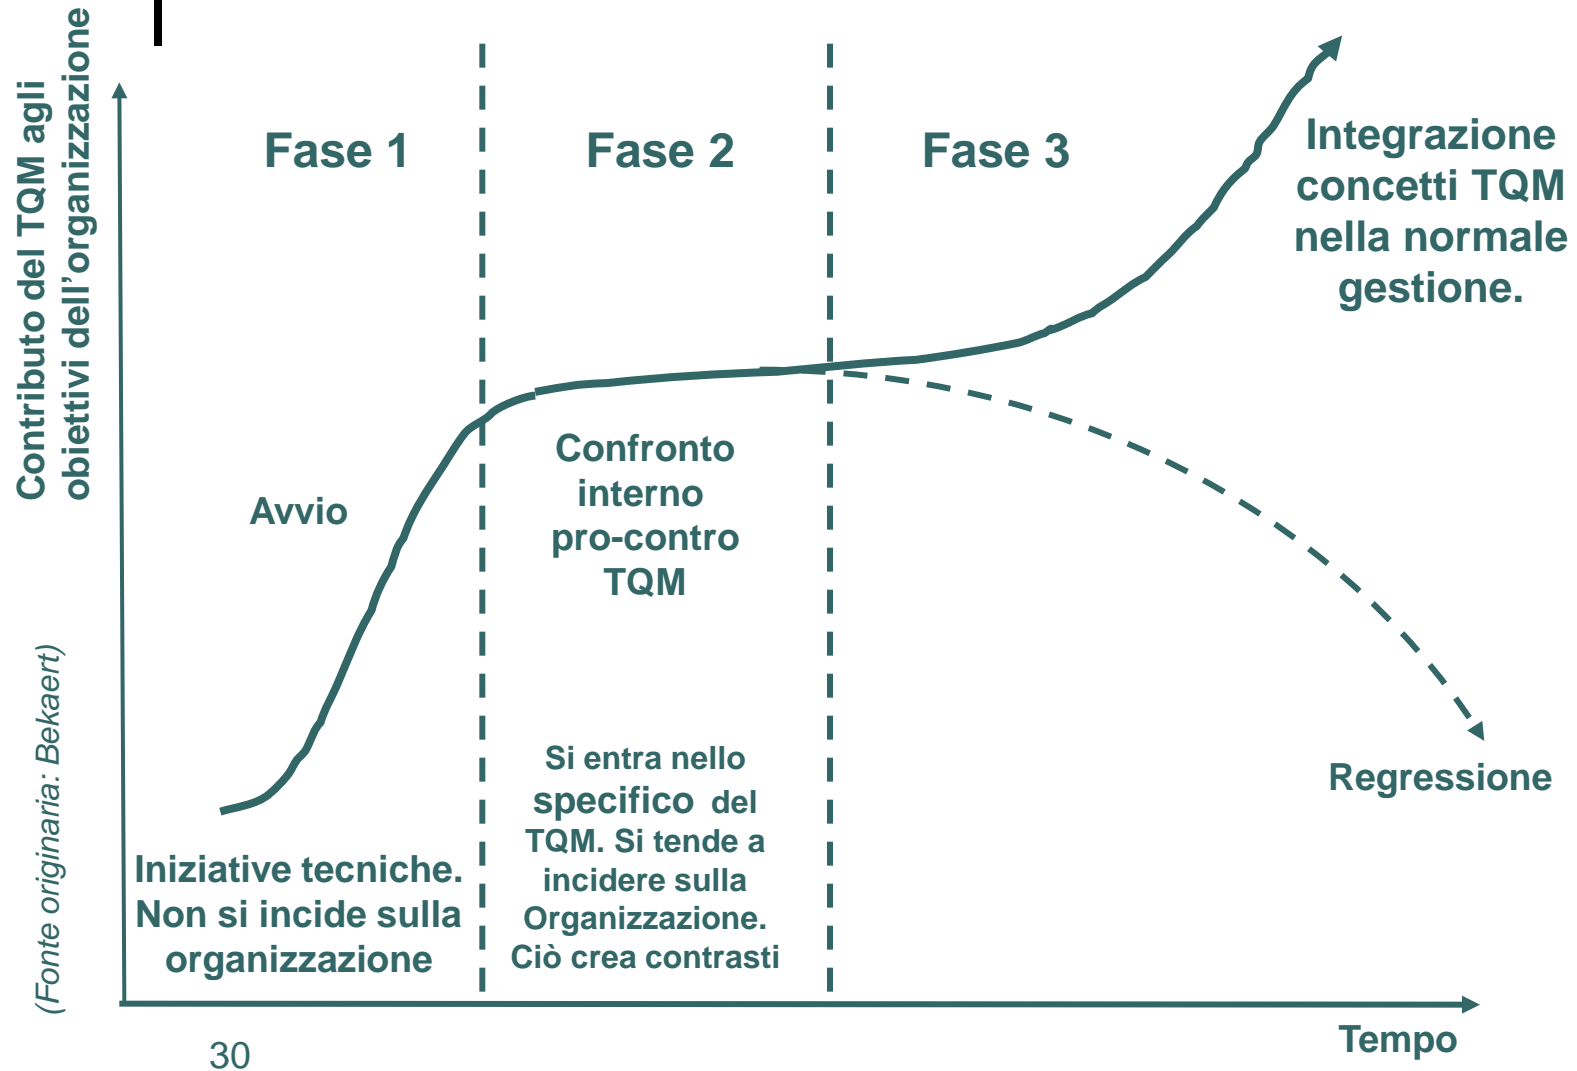 Contributo del TQM agli
obiettivi dell’organizzazione
Fase 1
Fase 2
Fase 3
Integrazione
concetti TQM
nella normale
gestione.
Avvio
Confronto
interno
pro-contro
TQM
Iniziative tecniche.
Non si incide sulla
organizzazione
Si entra nello
specifico del
TQM. Si tende a
incidere sulla
Organizzazione.
Ciò crea contrasti
Regressione
(Fonte originaria: Bekaert)
Tempo
30